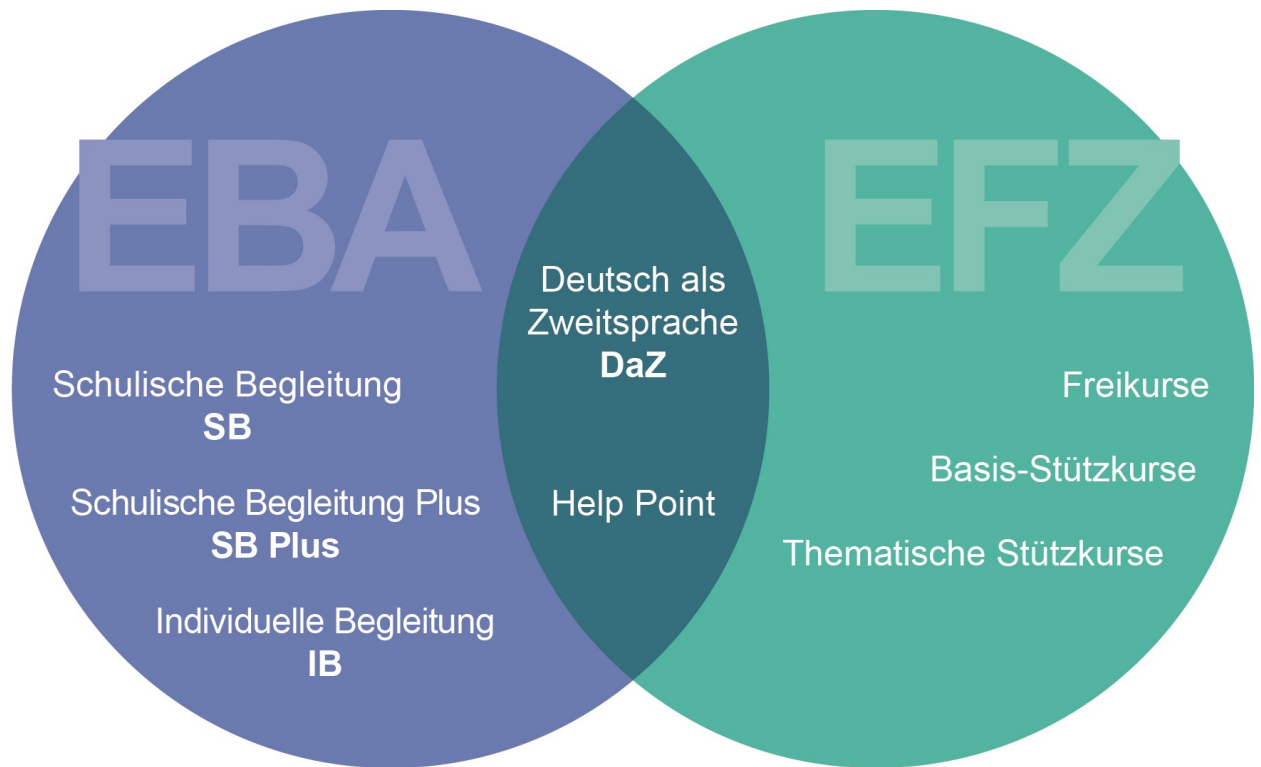 EBA
EFZ
Schulische Begleitung
SB
Schulische Begleitung Plus
SB Plus
Individuelle Begleitung
IB
Deutsch als
Zweitsprache
DaZ
Help Point
Freikurse
Basis-Stützkurse
Thematische Stützkurse